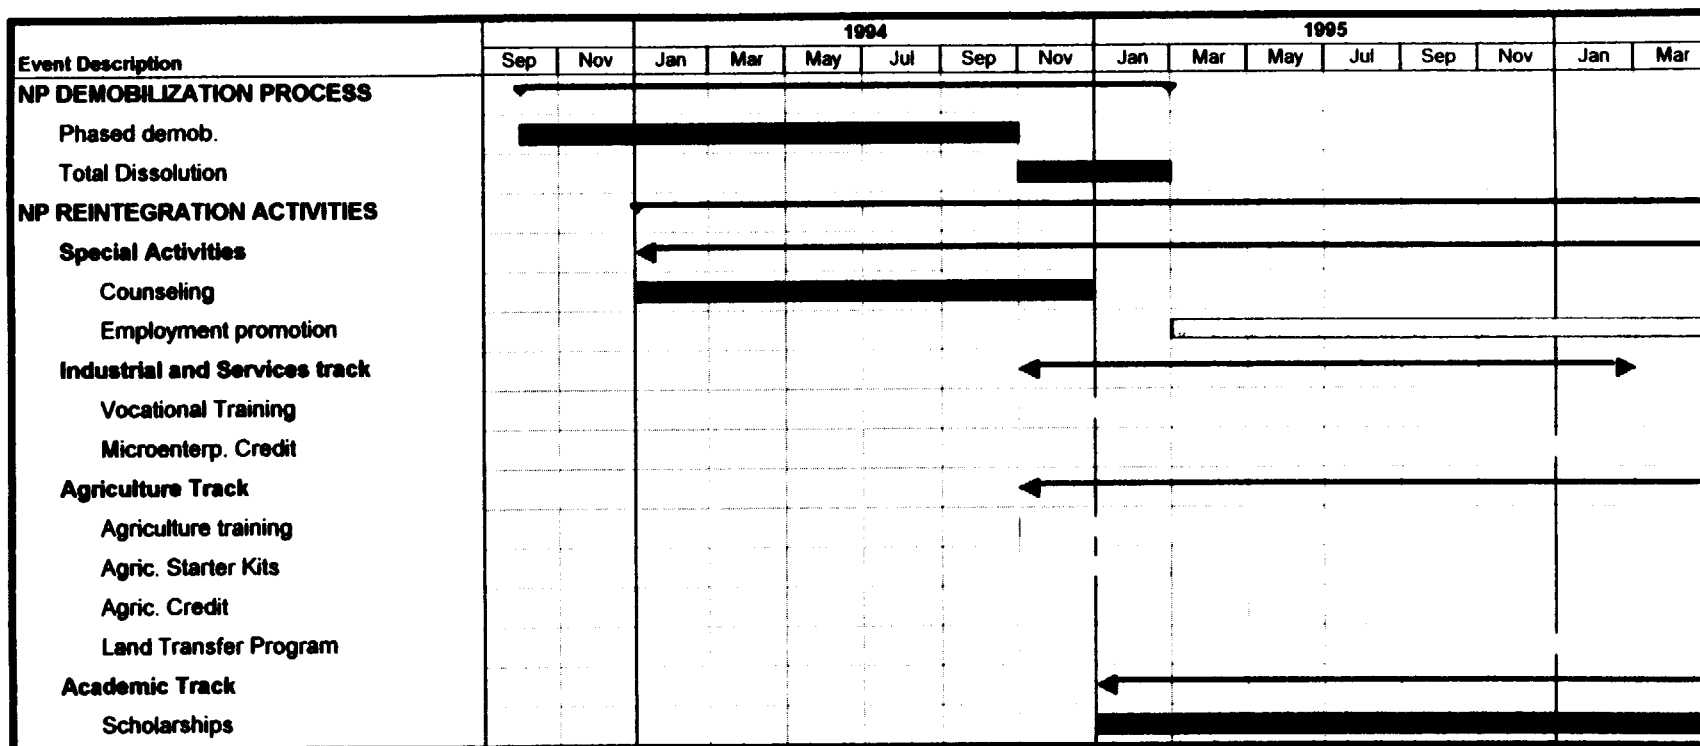 1994 1995
Event Description Sep Nov Jan Mar May Jul Sep Nov Jan Mar May Jul Sep Nov Jan Mar
NP DEMOBILIZATION PROCESS
Phased demob.
Total Dissolution
NP REINTEGRATION ACTIVITIES
Special Activities
Counseling
Employment promotion
Industrial and Services track
Vocational Training
Microenterp. Credit
Agriculture Track
Agriculture training
Agric. Starter Kits
Agric. Credit
Land Transfer Program
Academic Track
Scholarships